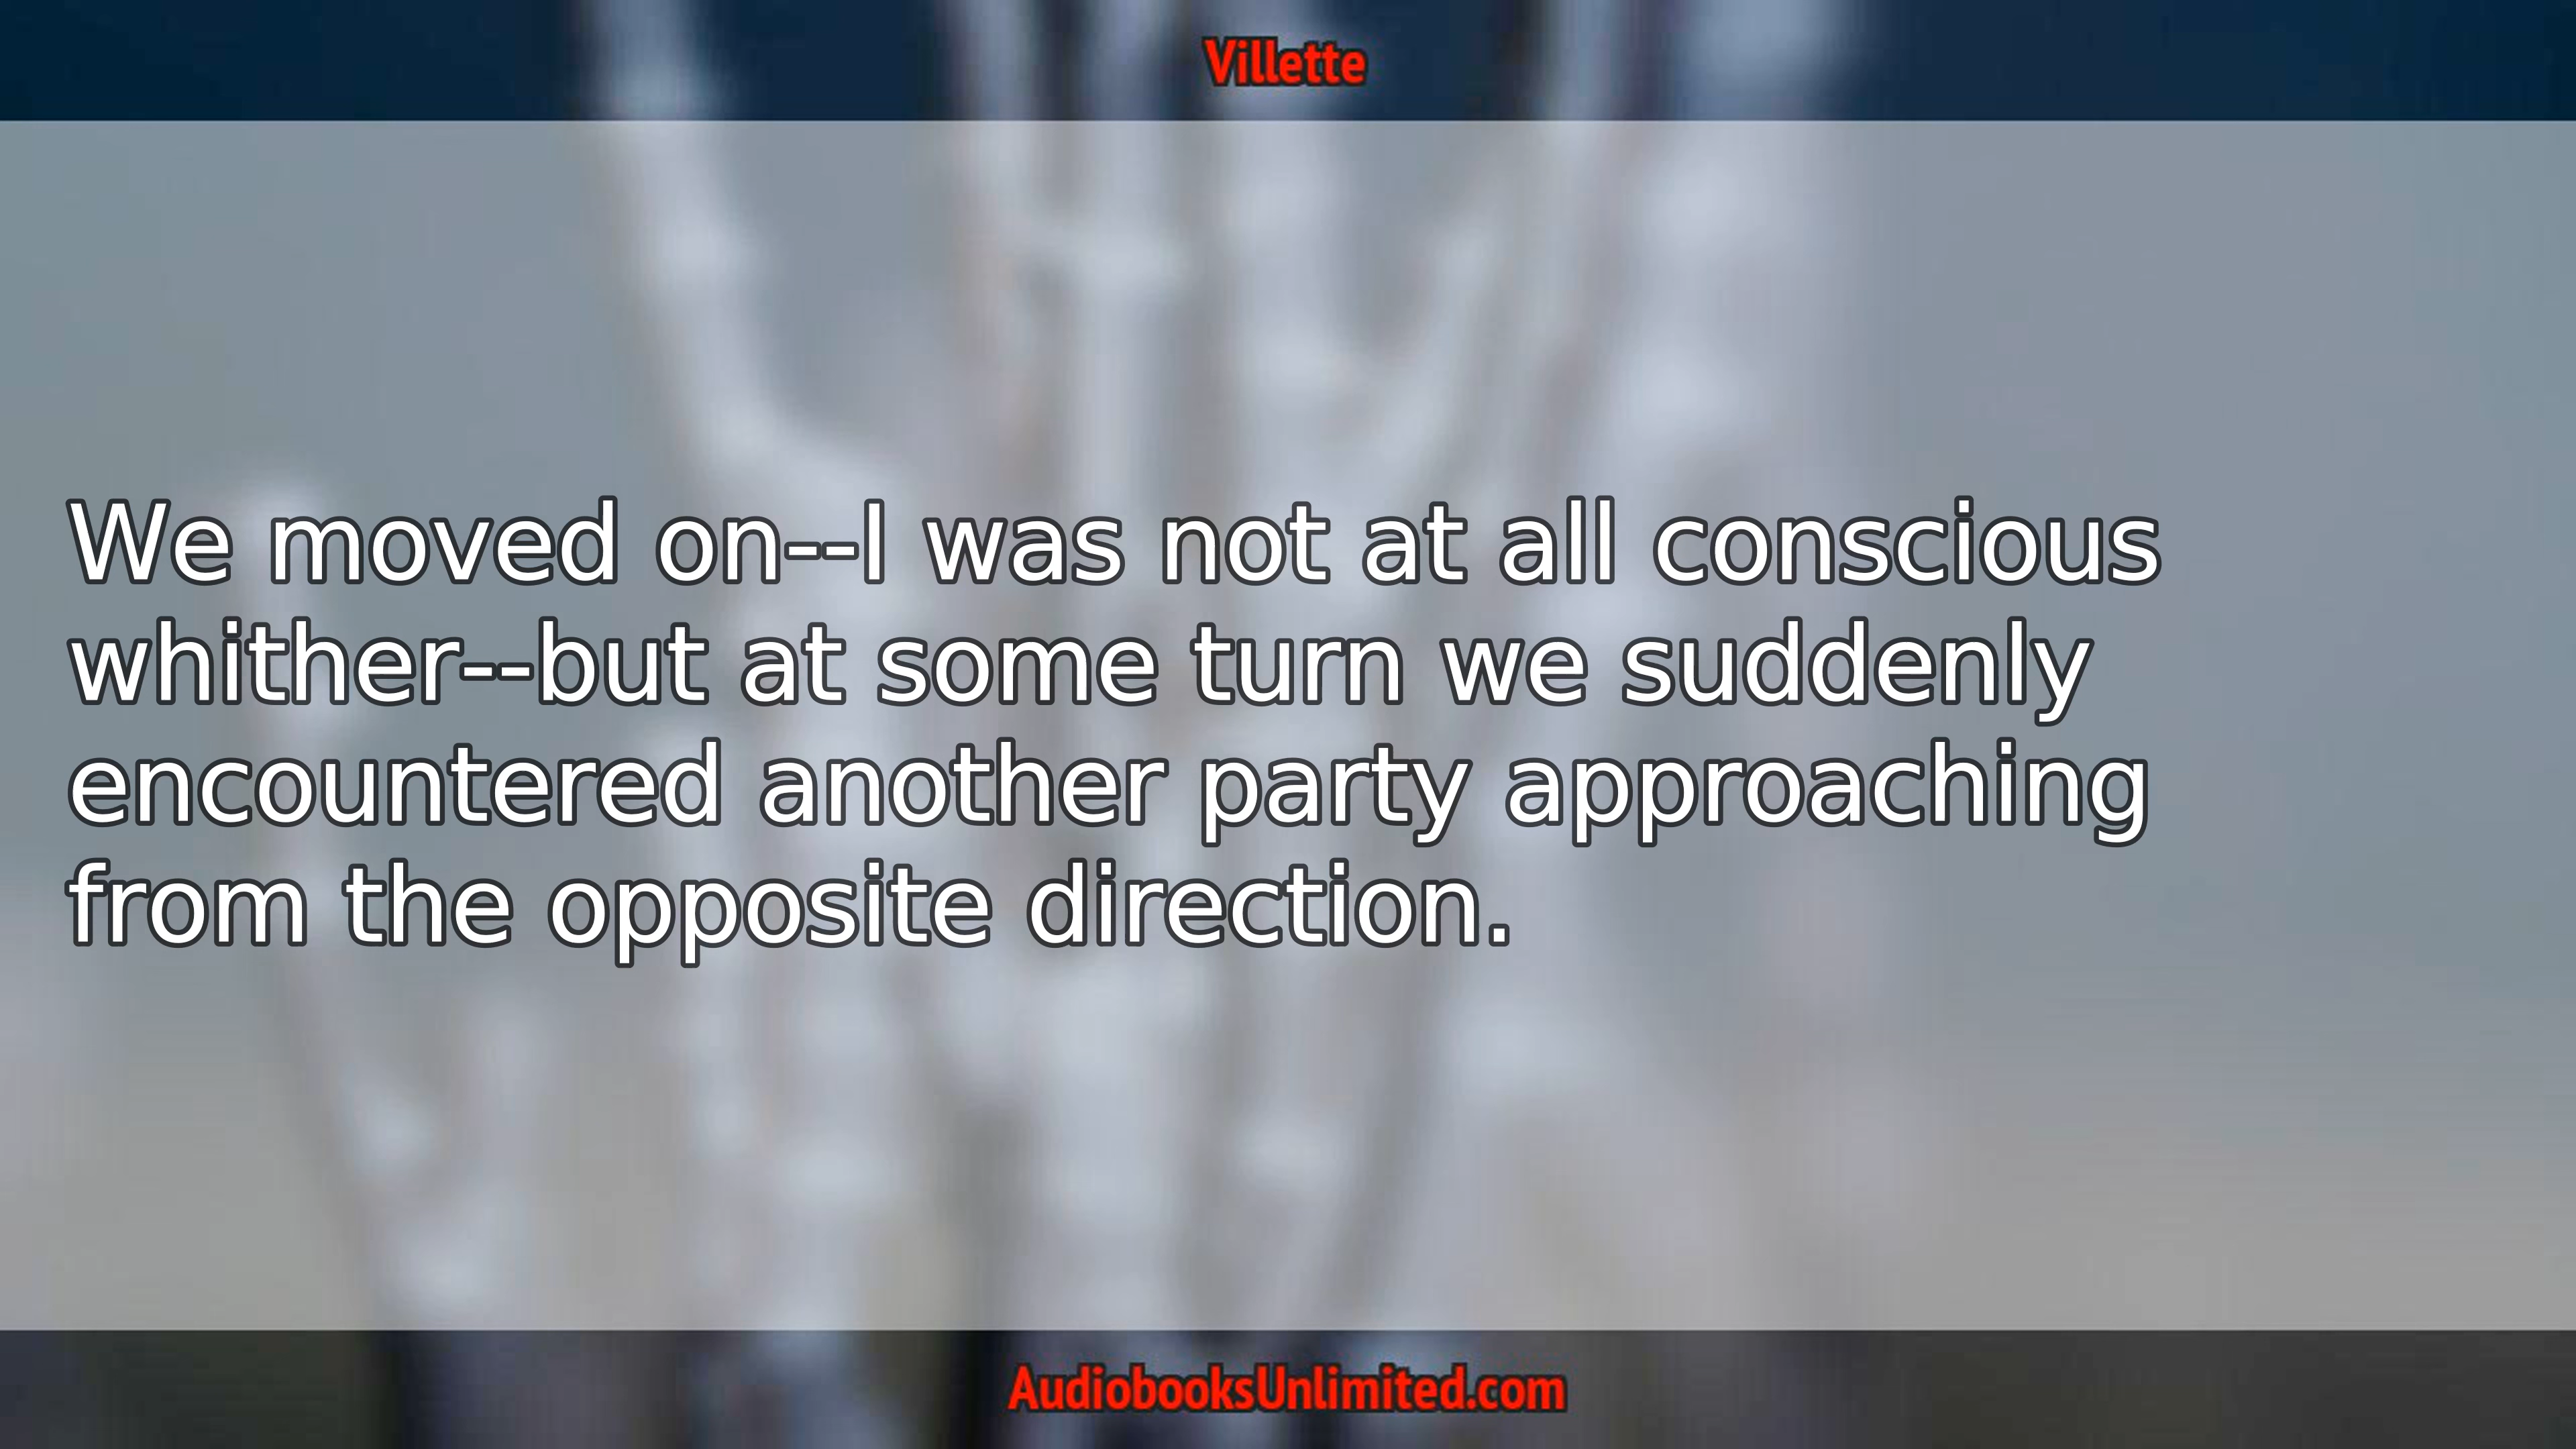 Villette
We moved on--I was not at all conscious
whither--but at some turn we suddenly
encountered another party approaching
from the opposite direction.
AudiobooksUnlimited.com